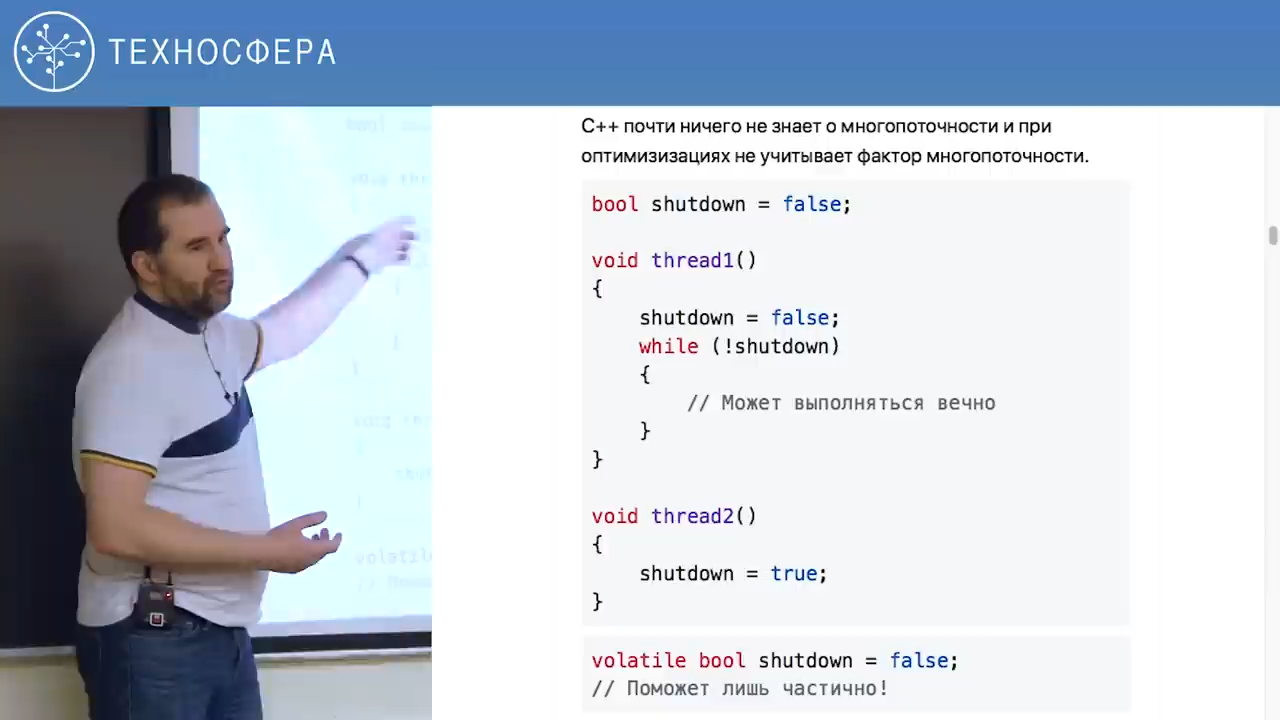 ТЕХНОСФЕРА
C++ почти ничего не знает о многопоточности и при
оптимизизациях не учитывает фактор многопоточности.
bool shutdown = false;
void thread1()
{
    shutdown = false;
    while (!shutdown)
    {
        // Может выполняться вечно
    }
}
void thread2()
{
    shutdown = true;
}
volatile bool shutdown = false;
// Поможет лишь частично!